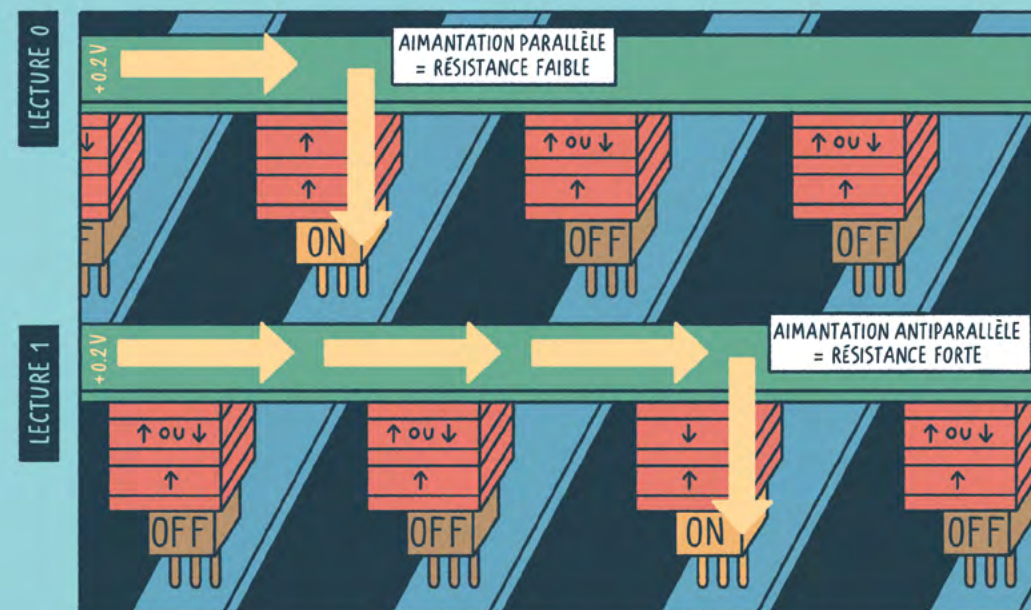 LECTURE 0
+0.2V
AIMANTATION PARALLÈLE
= RÉSISTANCE FAIBLE
↓
↑
↑ OU ↓
↑ OU ↓
↑
↑
↑
F
ON
OFF
OFF
LECTURE 1
+0.2V
AIMANTATION ANTIPARALLÈLE
= RÉSISTANCE FORTE
↑ OU ↓
↑ OU ↓
↓
↑ OU ↓
↑
↑
↑
↑
OFF
OFF
ON
OFF